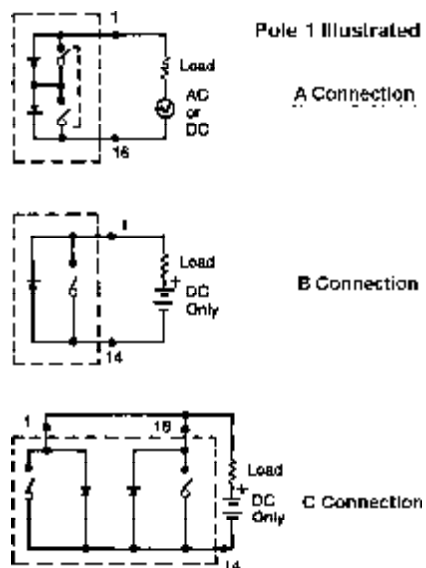 1
Pole 1 Illustrated
Load
AC
or
DC
A Connection
16
1
Load
+
DC
Only
B Connection
14
1
16
Load
+
DC
Only
C Connection
14